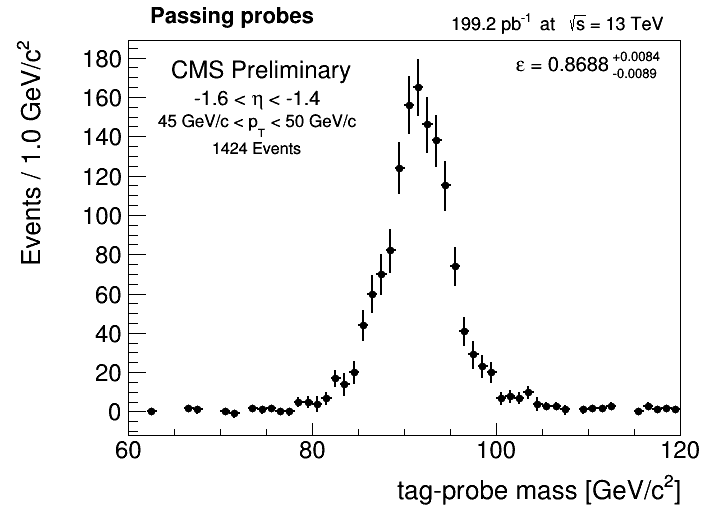 Passing probes
199.2 pb⁻¹ at √s = 13 TeV
CMS Preliminary
-1.6 < η < -1.4
45 GeV/c < p_T < 50 GeV/c
1424 Events
ε = 0.8688 +0.0084 -0.0089
Events / 1.0 GeV/c²
180
160
140
120
100
80
60
40
20
0
60 80 100 120
tag-probe mass [GeV/c²]